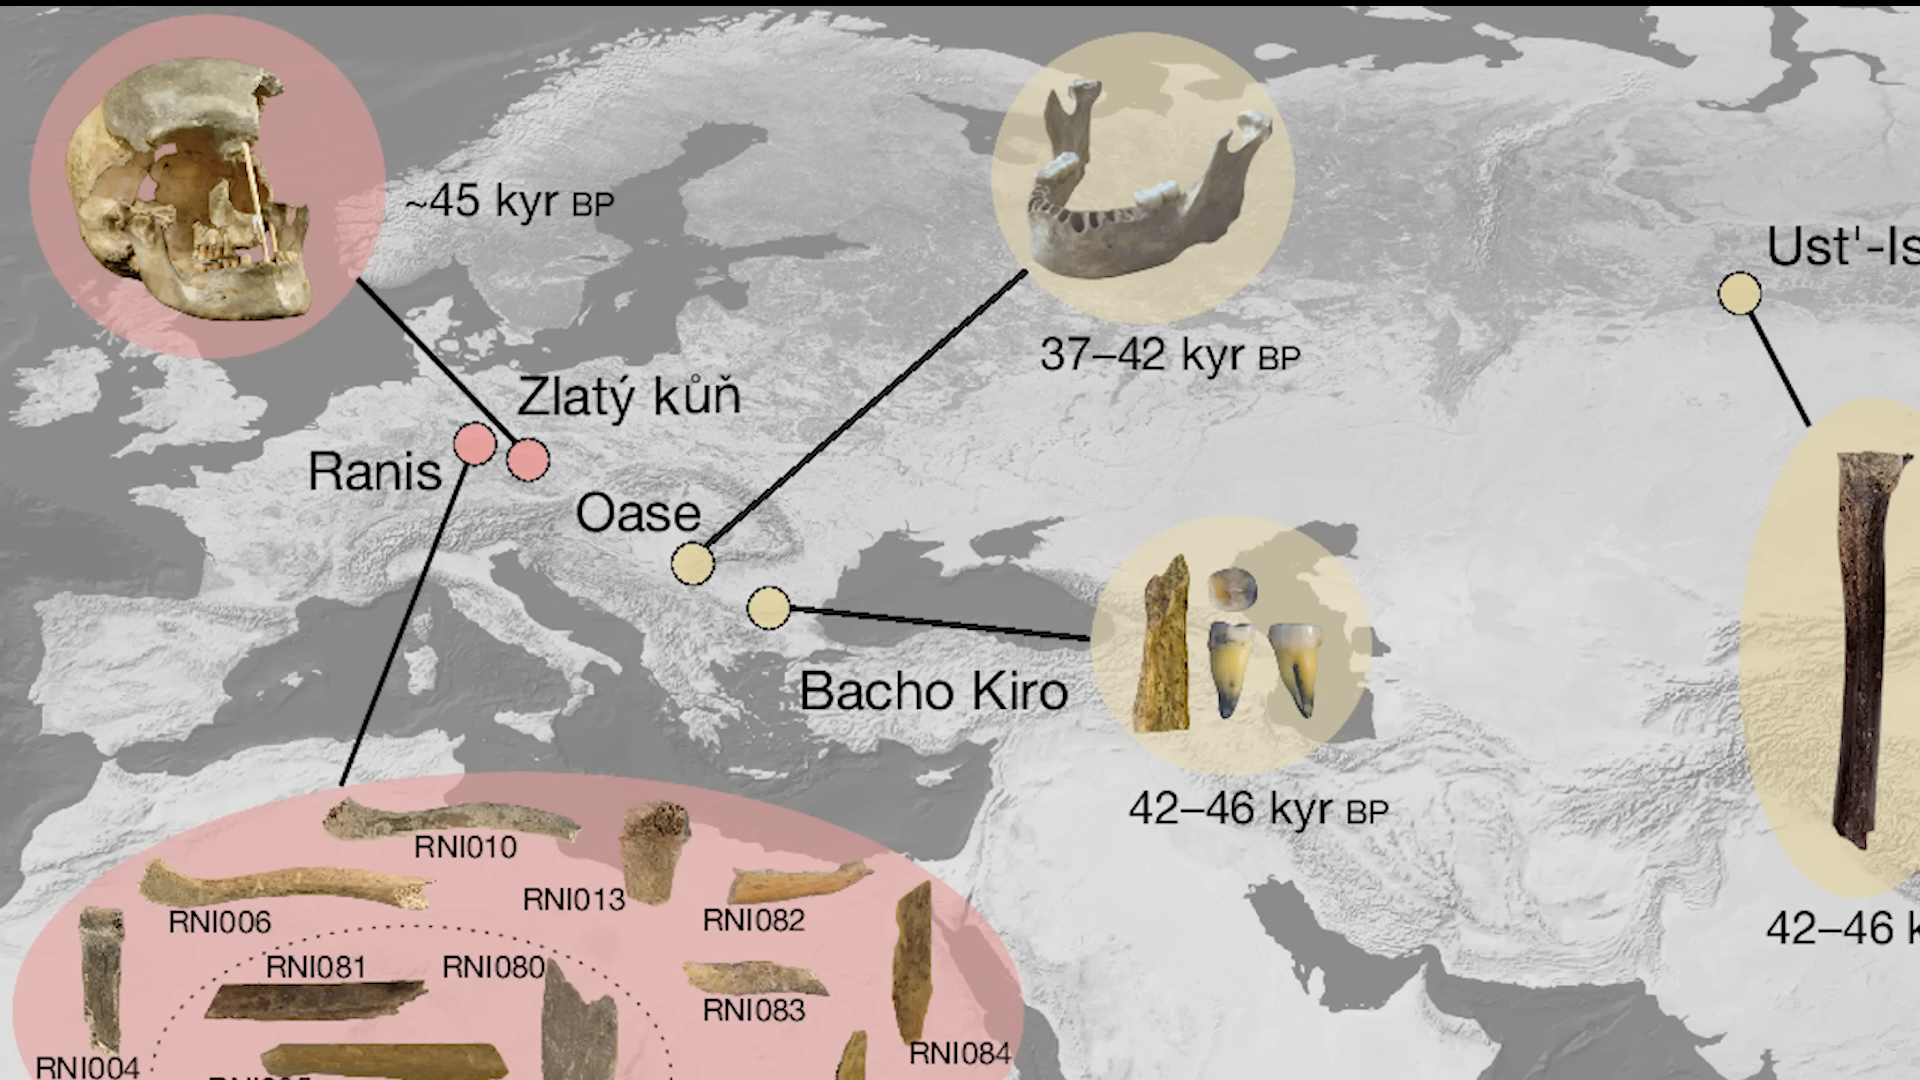 ~45 kyr BP
37–42 kyr BP
Ust'-Is
Zlatý kůň
Ranis
Oase
Bacho Kiro
42–46 kyr BP
42–46 k
RNI010
RNI013
RNI006
RNI082
RNI081
RNI080
RNI083
RNI004
RNI084